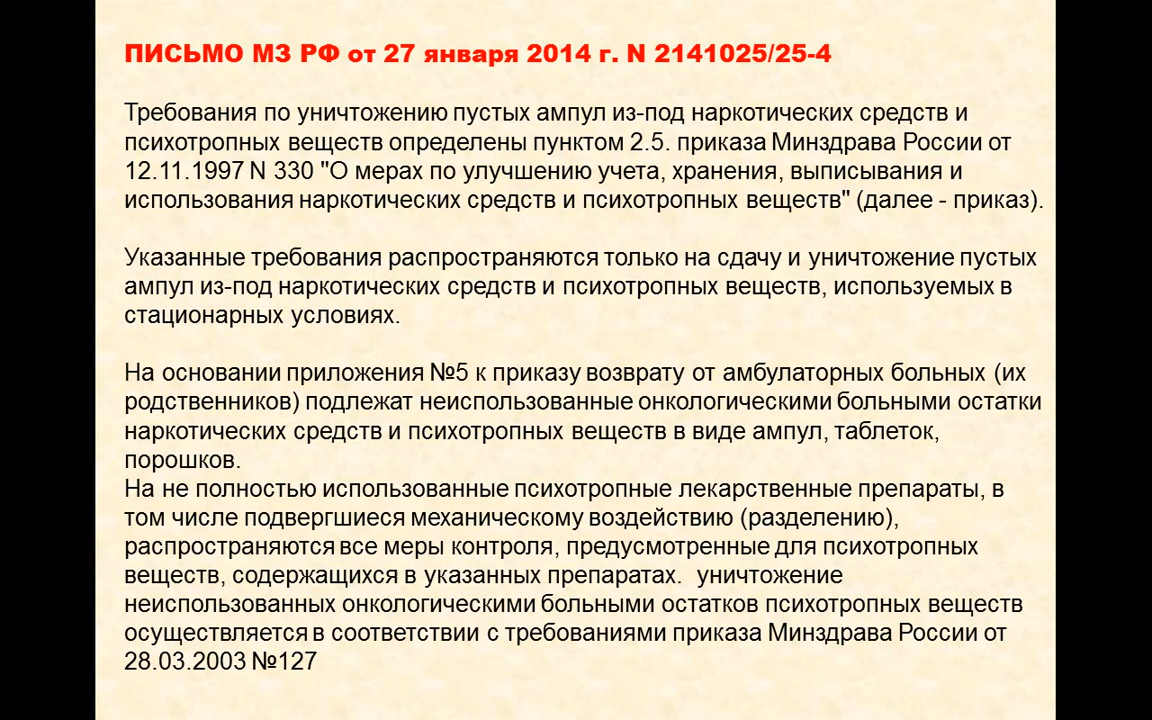 ПИСЬМО МЗ РФ от 27 января 2014 г. N 2141025/25-4
Требования по уничтожению пустых ампул из-под наркотических средств и
психотропных веществ определены пунктом 2.5. приказа Минздрава России от
12.11.1997 N 330 "О мерах по улучшению учета, хранения, выписывания и
использования наркотических средств и психотропных веществ" (далее - приказ).
Указанные требования распространяются только на сдачу и уничтожение пустых
ампул из-под наркотических средств и психотропных веществ, используемых в
стационарных условиях.
На основании приложения №5 к приказу возврату от амбулаторных больных (их
родственников) подлежат неиспользованные онкологическими больными остатки
наркотических средств и психотропных веществ в виде ампул, таблеток,
порошков.
На не полностью использованные психотропные лекарственные препараты, в
том числе подвергшиеся механическому воздействию (разделению),
распространяются все меры контроля, предусмотренные для психотропных
веществ, содержащихся в указанных препаратах. уничтожение
неиспользованных онкологическими больными остатков психотропных веществ
осуществляется в соответствии с требованиями приказа Минздрава России от
28.03.2003 №127